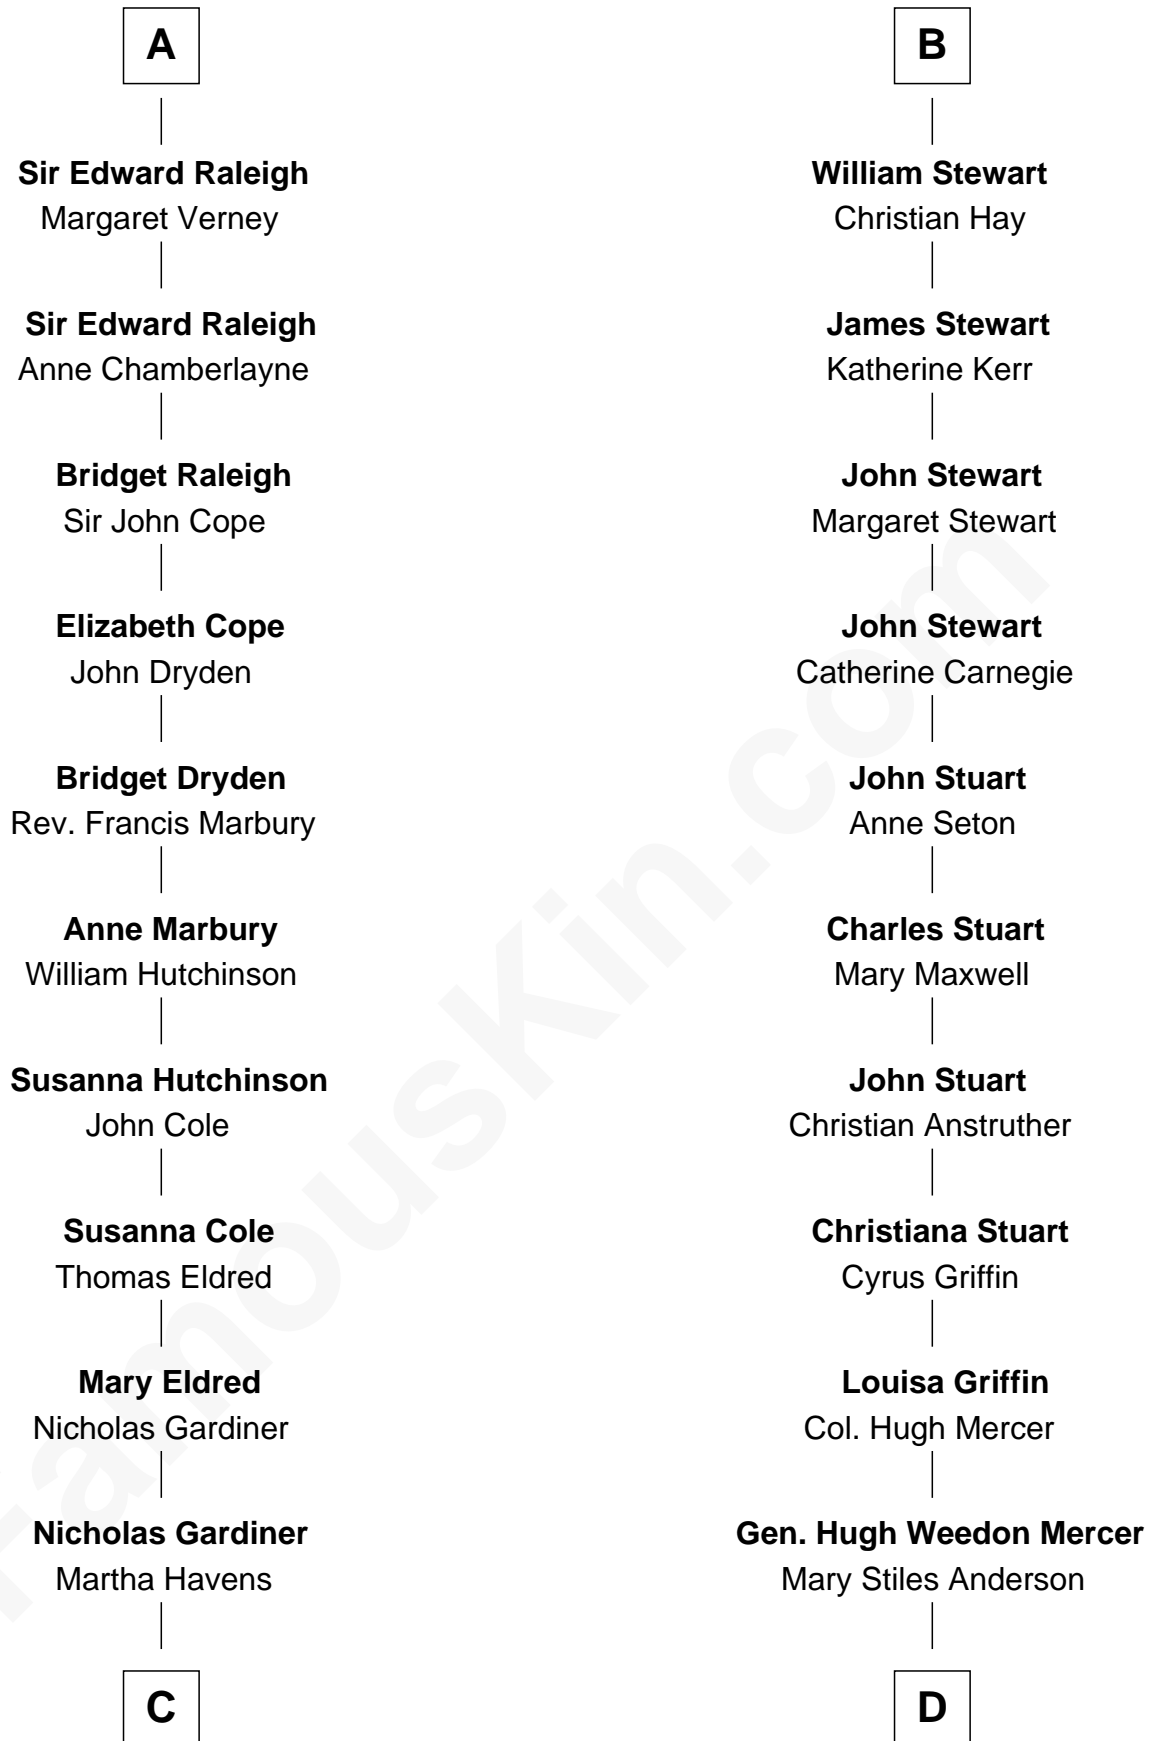 A
Sir Edward Raleigh
Margaret Verney
Sir Edward Raleigh
Anne Chamberlayne
Bridget Raleigh
Sir John Cope
Elizabeth Cope
John Dryden
Bridget Dryden
Rev. Francis Marbury
Anne Marbury
William Hutchinson
Susanna Hutchinson
John Cole
Susanna Cole
Thomas Eldred
Mary Eldred
Nicholas Gardiner
Nicholas Gardiner
Martha Havens
C
B
William Stewart
Christian Hay
James Stewart
Katherine Kerr
John Stewart
Margaret Stewart
John Stewart
Catherine Carnegie
John Stuart
Anne Seton
Charles Stuart
Mary Maxwell
John Stuart
Christian Anstruther
Christiana Stuart
Cyrus Griffin
Louisa Griffin
Col. Hugh Mercer
Gen. Hugh Weedon Mercer
Mary Stiles Anderson
D
FamousKin.com